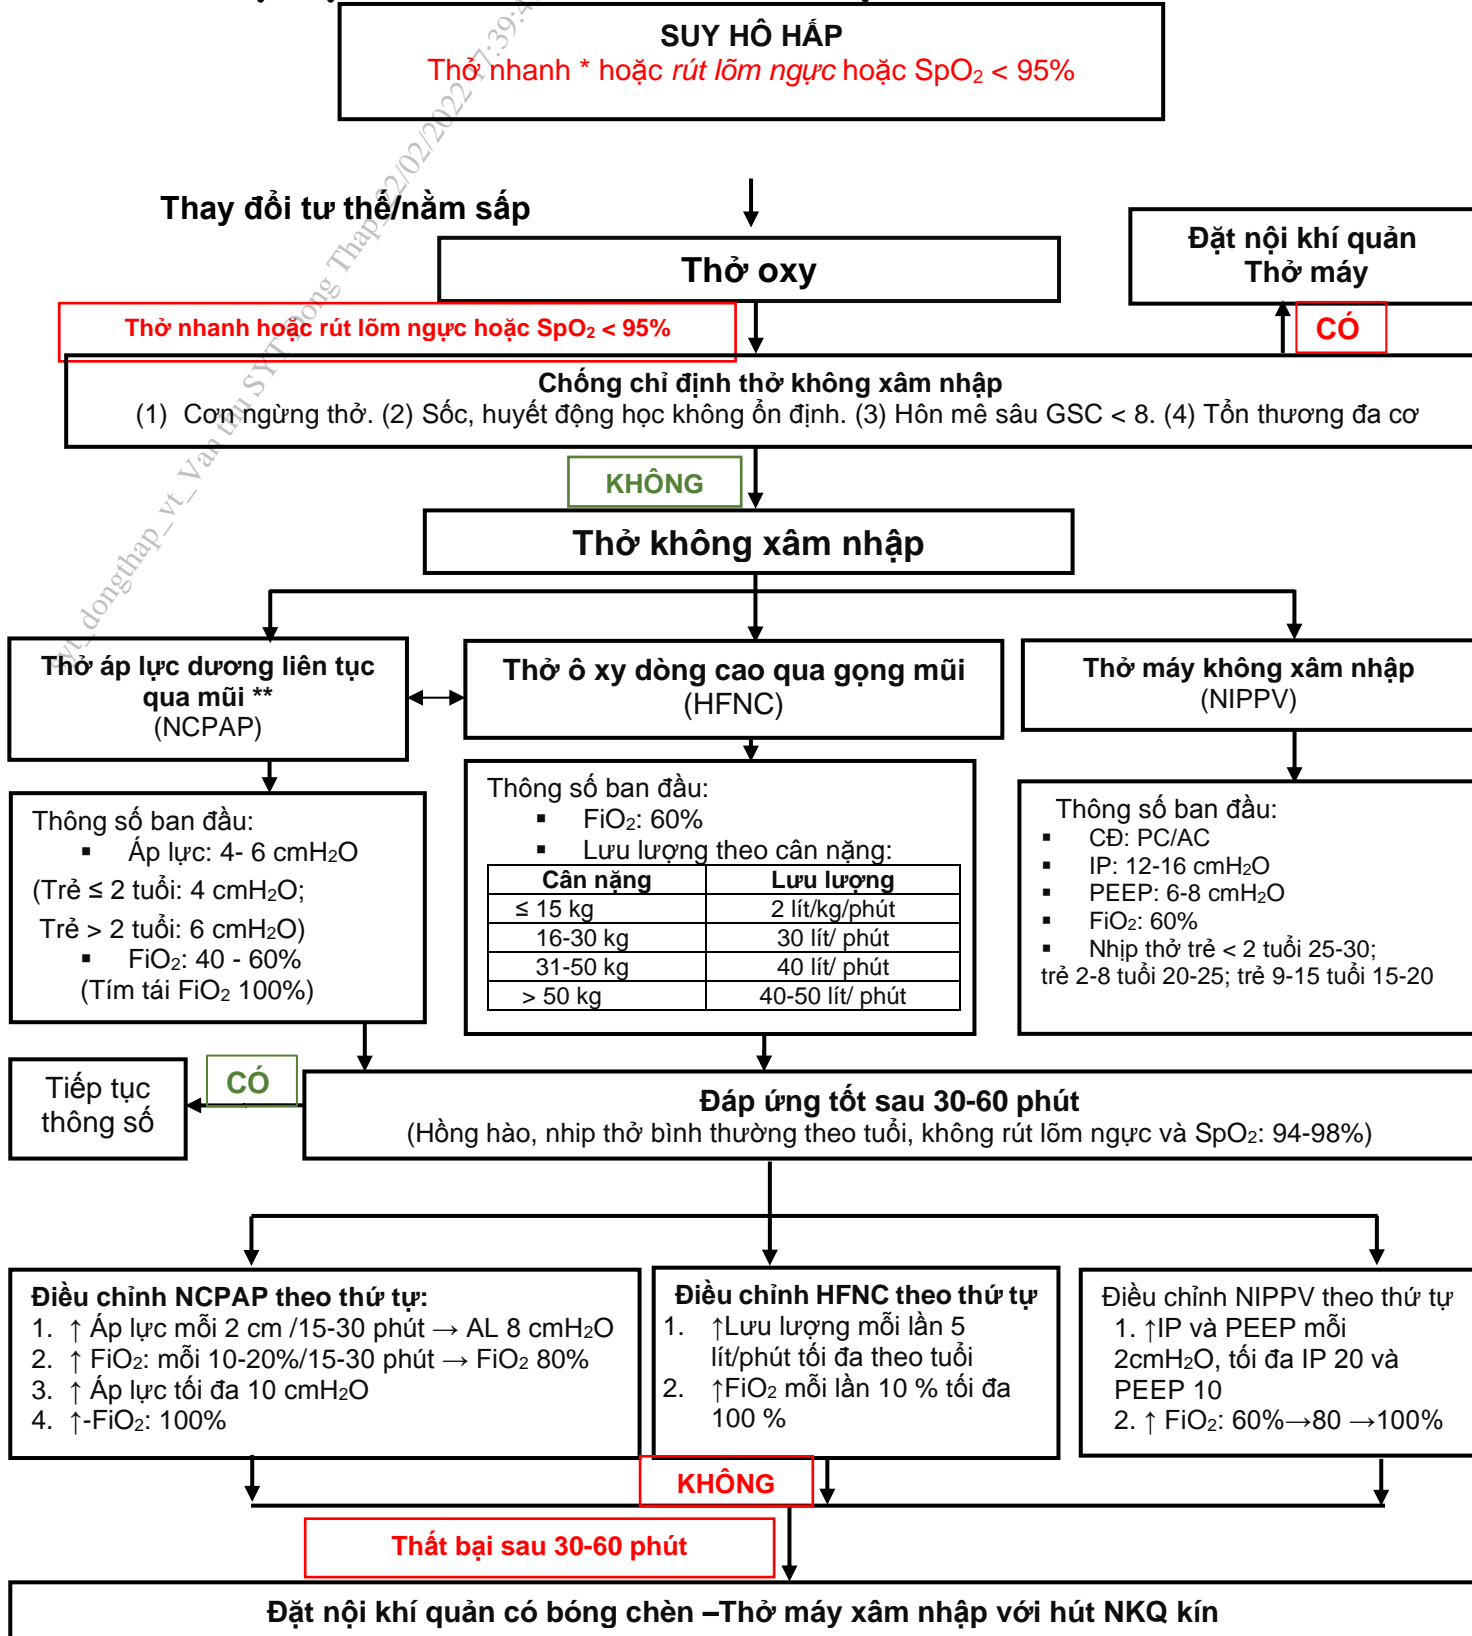 SUY HÔ HẤP
Thở nhanh * hoặc rút lõm ngực hoặc SpO₂ < 95%
Thay đổi tư thế/nằm sấp
Thở oxy
Đặt nội khí quản
Thở máy
Thở nhanh hoặc rút lõm ngực hoặc SpO₂ < 95%
CÓ
Chống chỉ định thở không xâm nhập
(1) Cơn ngừng thở. (2) Sốc, huyết động học không ổn định. (3) Hôn mê sâu GSC < 8. (4) Tổn thương đa cơ
KHÔNG
Thở không xâm nhập
Thở áp lực dương liên tục
qua mũi **
(NCPAP)
Thở ô xy dòng cao qua gọng mũi
(HFNC)
Thở máy không xâm nhập
(NIPPV)
Thông số ban đầu:
▪ Áp lực: 4- 6 cmH₂O
(Trẻ ≤ 2 tuổi: 4 cmH₂O;
Trẻ > 2 tuổi: 6 cmH₂O)
▪ FiO₂: 40 - 60%
(Tím tái FiO₂ 100%)
Thông số ban đầu:
▪ FiO₂: 60%
▪ Lưu lượng theo cân nặng:
Cân nặng Lưu lượng
≤ 15 kg 2 lít/kg/phút
16-30 kg 30 lít/ phút
31-50 kg 40 lít/ phút
> 50 kg 40-50 lít/ phút
Thông số ban đầu:
▪ CĐ: PC/AC
▪ IP: 12-16 cmH₂O
▪ PEEP: 6-8 cmH₂O
▪ FiO₂: 60%
▪ Nhịp thở trẻ < 2 tuổi 25-30;
trẻ 2-8 tuổi 20-25; trẻ 9-15 tuổi 15-20
Tiếp tục
thông số
CÓ
Đáp ứng tốt sau 30-60 phút
(Hồng hào, nhip thở bình thường theo tuổi, không rút lõm ngực và SpO₂: 94-98%)
Điều chỉnh NCPAP theo thứ tự:
1. ↑ Áp lực mỗi 2 cm /15-30 phút → AL 8 cmH₂O
2. ↑ FiO₂: mỗi 10-20%/15-30 phút → FiO₂ 80%
3. ↑ Áp lực tối đa 10 cmH₂O
4. ↑-FiO₂: 100%
Điều chỉnh HFNC theo thứ tự
1. ↑Lưu lượng mỗi lần 5
lít/phút tối đa theo tuổi
2. ↑FiO₂ mỗi lần 10 % tối đa
100 %
Điều chỉnh NIPPV theo thứ tự
1. ↑IP và PEEP mỗi
2cmH₂O, tối đa IP 20 và
PEEP 10
2. ↑ FiO₂: 60%→80 →100%
KHÔNG
Thất bại sau 30-60 phút
Đặt nội khí quản có bóng chèn –Thở máy xâm nhập với hút NKQ kín